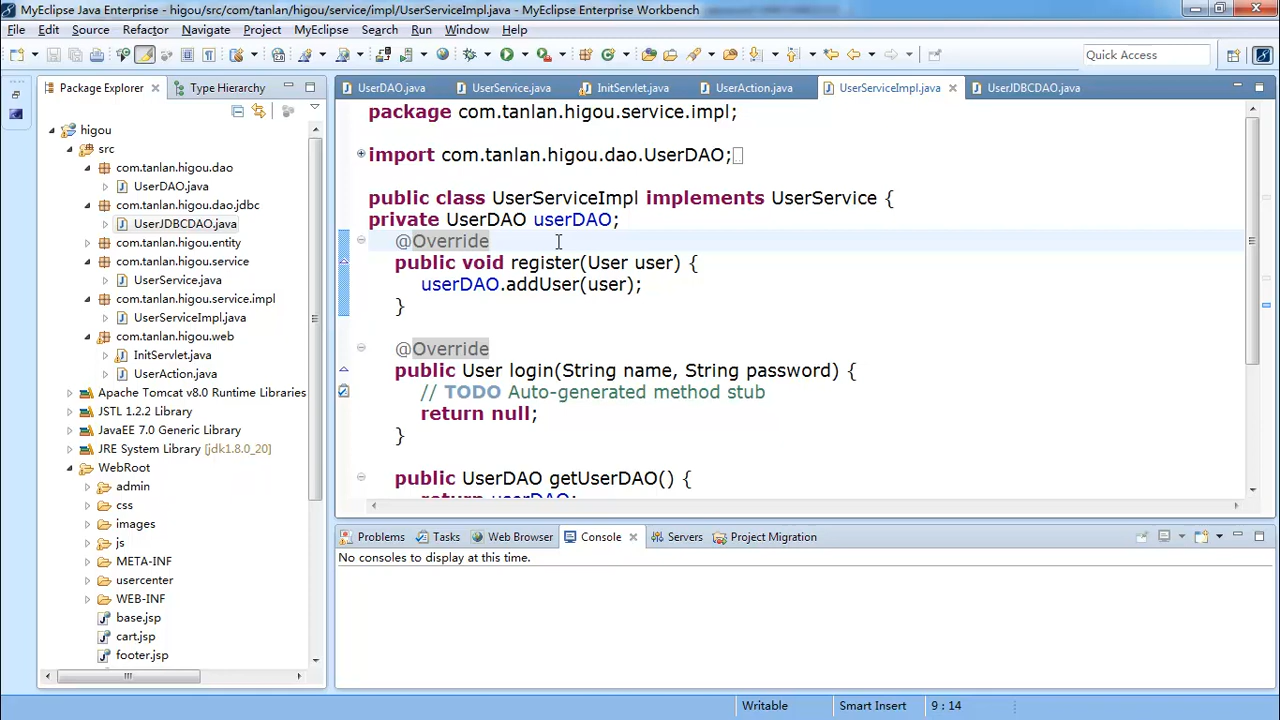 MyEclipse Java Enterprise - higou/src/com/tanlan/higou/service/impl/UserServiceImpl.java - MyEclipse Enterprise Workbench
File Edit Source Refactor Navigate Project MyEclipse Search Run Window Help
Quick Access
Package Explorer Type Hierarchy
higou
src
com.tanlan.higou.dao
UserDAO.java
com.tanlan.higou.dao.jdbc
UserJDBCDAO.java
com.tanlan.higou.entity
com.tanlan.higou.service
UserService.java
com.tanlan.higou.service.impl
UserServiceImpl.java
com.tanlan.higou.web
InitServlet.java
UserAction.java
Apache Tomcat v8.0 Runtime Libraries
JSTL 1.2.2 Library
JavaEE 7.0 Generic Library
JRE System Library [jdk1.8.0_20]
WebRoot
admin
css
images
js
META-INF
usercenter
WEB-INF
base.jsp
cart.jsp
footer.jsp
UserDAO.java UserService.java InitServlet.java UserAction.java UserServiceImpl.java UserJDBCDAO.java
package com.tanlan.higou.service.impl;
import com.tanlan.higou.dao.UserDAO;
public class UserServiceImpl implements UserService {
private UserDAO userDAO;
@Override
public void register(User user) {
userDAO.addUser(user);
}
@Override
public User login(String name, String password) {
// TODO Auto-generated method stub
return null;
}
public UserDAO getUserDAO() {
return userDAO;
Problems Tasks Web Browser Console Servers Project Migration
No consoles to display at this time.
Writable Smart Insert 9 : 14